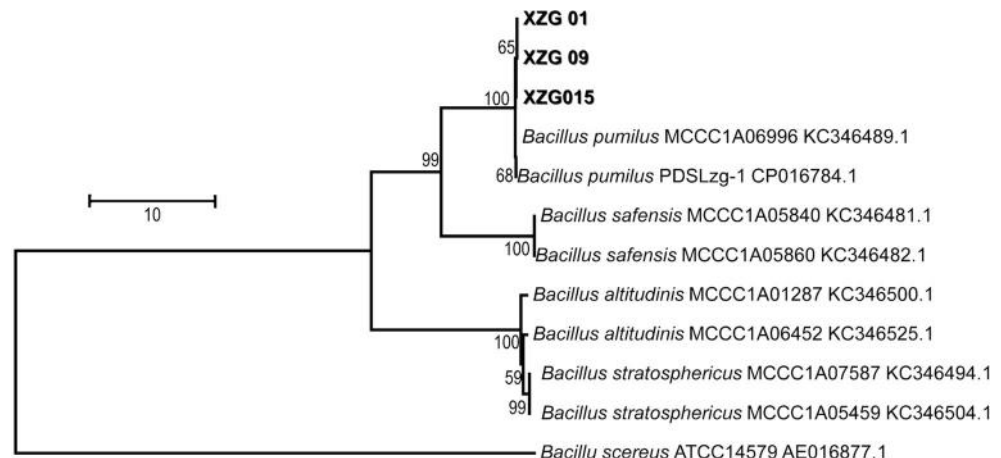 XZG 01
65
XZG 09
100
XZG015
Bacillus pumilus MCCC1A06996 KC346489.1
99
68 Bacillus pumilus PDSLzg-1 CP016784.1
10
Bacillus safensis MCCC1A05840 KC346481.1
100
Bacillus safensis MCCC1A05860 KC346482.1
Bacillus altitudinis MCCC1A01287 KC346500.1
Bacillus altitudinis MCCC1A06452 KC346525.1
100
Bacillus stratosphericus MCCC1A07587 KC346494.1
59
99
Bacillus stratosphericus MCCC1A05459 KC346504.1
Bacillu scereus ATCC14579 AE016877.1